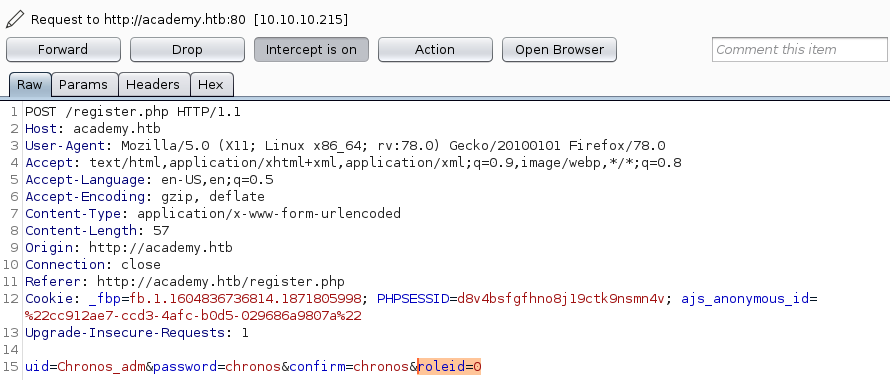 Request to http://academy.htb:80 [10.10.10.215]
Forward Drop Intercept is on Action Open Browser Comment this item
Raw Params Headers Hex
1 POST /register.php HTTP/1.1
2 Host: academy.htb
3 User-Agent: Mozilla/5.0 (X11; Linux x86_64; rv:78.0) Gecko/20100101 Firefox/78.0
4 Accept: text/html,application/xhtml+xml,application/xml;q=0.9,image/webp,*/*;q=0.8
5 Accept-Language: en-US,en;q=0.5
6 Accept-Encoding: gzip, deflate
7 Content-Type: application/x-www-form-urlencoded
8 Content-Length: 57
9 Origin: http://academy.htb
10 Connection: close
11 Referer: http://academy.htb/register.php
12 Cookie: _fbp=fb.1.1604836736814.1871805998; PHPSESSID=d8v4bsfgfhno8j19ctk9nsmn4v; ajs_anonymous_id=
%22cc912ae7-ccd3-4afc-b0d5-029686a9807a%22
13 Upgrade-Insecure-Requests: 1
14
15 uid=Chronos_adm&password=chronos&confirm=chronos&roleid=0